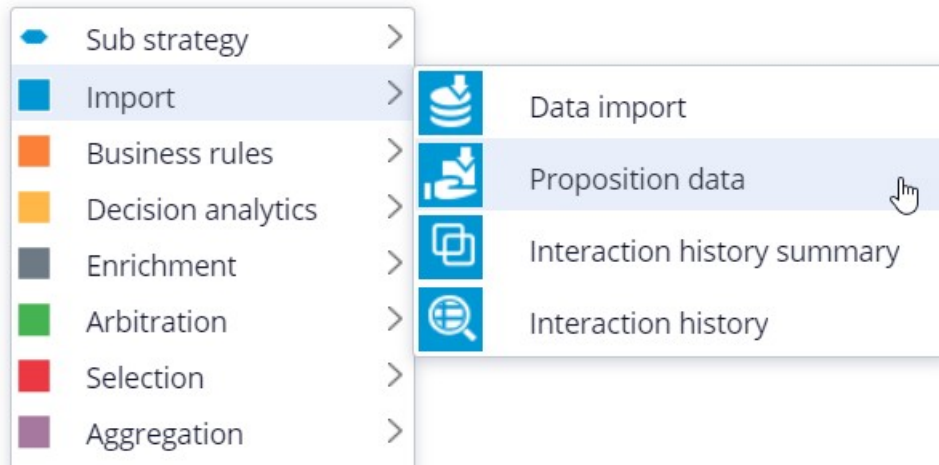 Sub strategy
Import
Business rules
Decision analytics
Enrichment
Arbitration
Selection
Aggregation
Data import
Proposition data
Interaction history summary
Interaction history